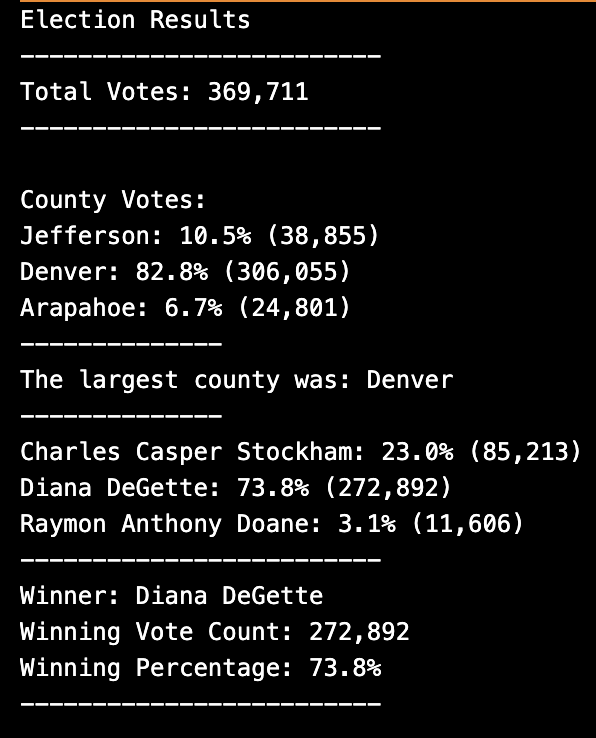 Election Results
-------------------------
Total Votes: 369,711
-------------------------
County Votes:
Jefferson: 10.5% (38,855)
Denver: 82.8% (306,055)
Arapahoe: 6.7% (24,801)
--------------
The largest county was: Denver
--------------
Charles Casper Stockham: 23.0% (85,213)
Diana DeGette: 73.8% (272,892)
Raymon Anthony Doane: 3.1% (11,606)
-------------------------
Winner: Diana DeGette
Winning Vote Count: 272,892
Winning Percentage: 73.8%
-------------------------